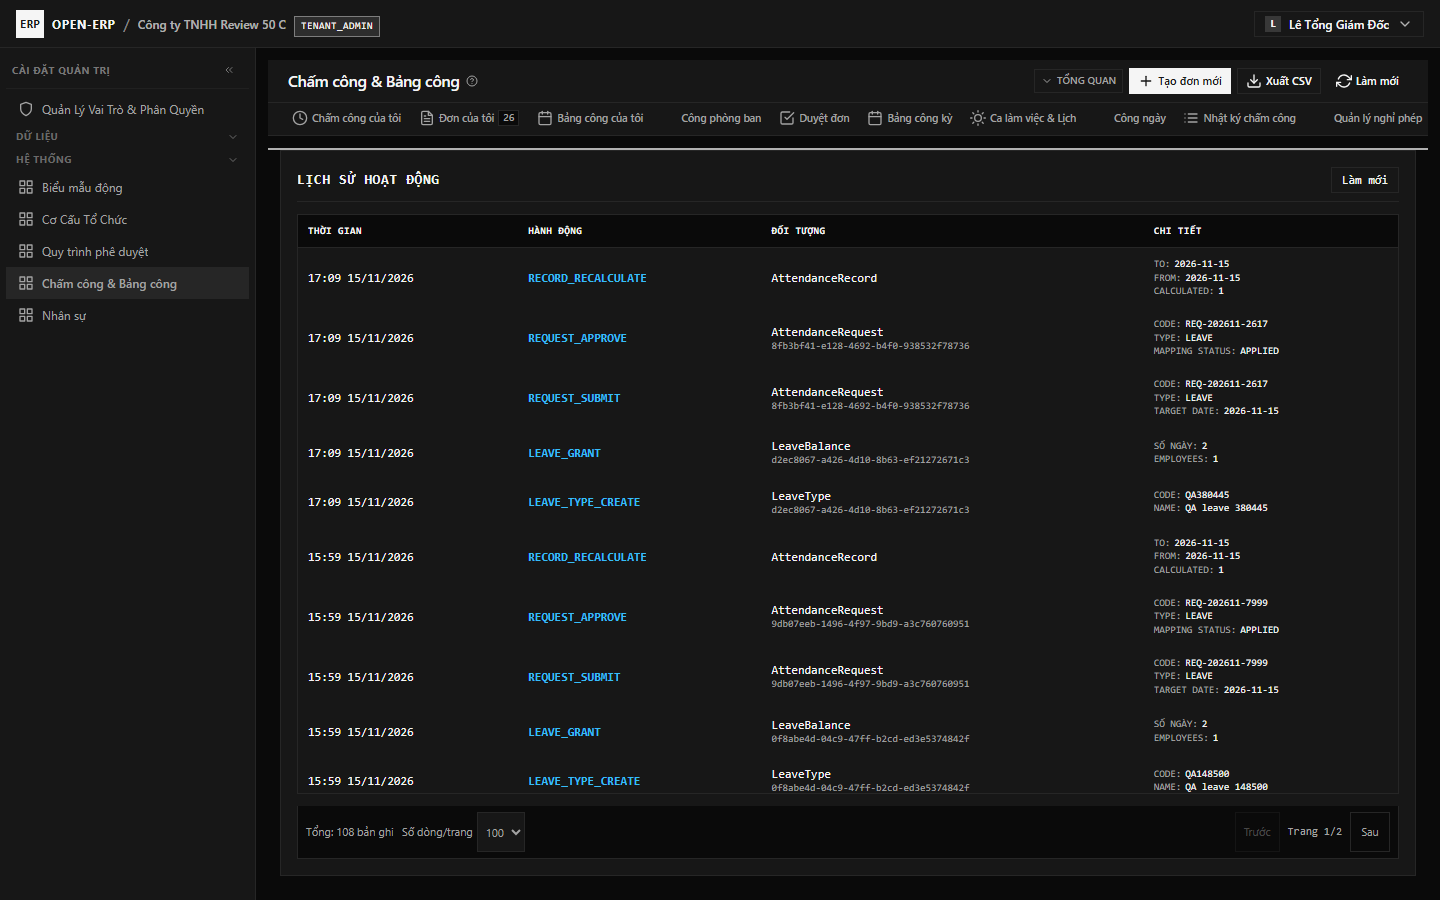 ERP OPEN-ERP / Công ty TNHH Review 50 C TENANT_ADMIN
L Lê Tổng Giám Đốc
CÀI ĐẶT QUẢN TRỊ
Quản Lý Vai Trò & Phân Quyền
DỮ LIỆU
HỆ THỐNG
Biểu mẫu động
Cơ Cấu Tổ Chức
Quy trình phê duyệt
Chấm công & Bảng công
Nhân sự
Chấm công & Bảng công
TỔNG QUAN
Tạo đơn mới
Xuất CSV
Làm mới
Chấm công của tôi
Đơn của tôi 26
Bảng công của tôi
Công phòng ban
Duyệt đơn
Bảng công kỳ
Ca làm việc & Lịch
Công ngày
Nhật ký chấm công
Quản lý nghỉ phép
LỊCH SỬ HOẠT ĐỘNG
Làm mới
THỜI GIAN HÀNH ĐỘNG ĐỐI TƯỢNG CHI TIẾT
17:09 15/11/2026 RECORD_RECALCULATE AttendanceRecord
TO: 2026-11-15
FROM: 2026-11-15
CALCULATED: 1
17:09 15/11/2026 REQUEST_APPROVE AttendanceRequest
8fb3bf41-e128-4692-b4f0-938532f78736
CODE: REQ-202611-2617
TYPE: LEAVE
MAPPING STATUS: APPLIED
17:09 15/11/2026 REQUEST_SUBMIT AttendanceRequest
8fb3bf41-e128-4692-b4f0-938532f78736
CODE: REQ-202611-2617
TYPE: LEAVE
TARGET DATE: 2026-11-15
17:09 15/11/2026 LEAVE_GRANT LeaveBalance
d2ec8067-a426-4d10-8b63-ef21272671c3
SỐ NGÀY: 2
EMPLOYEES: 1
17:09 15/11/2026 LEAVE_TYPE_CREATE LeaveType
d2ec8067-a426-4d10-8b63-ef21272671c3
CODE: QA380445
NAME: QA leave 380445
15:59 15/11/2026 RECORD_RECALCULATE AttendanceRecord
TO: 2026-11-15
FROM: 2026-11-15
CALCULATED: 1
15:59 15/11/2026 REQUEST_APPROVE AttendanceRequest
9db07eeb-1496-4f97-9bd9-a3c760760951
CODE: REQ-202611-7999
TYPE: LEAVE
MAPPING STATUS: APPLIED
15:59 15/11/2026 REQUEST_SUBMIT AttendanceRequest
9db07eeb-1496-4f97-9bd9-a3c760760951
CODE: REQ-202611-7999
TYPE: LEAVE
TARGET DATE: 2026-11-15
15:59 15/11/2026 LEAVE_GRANT LeaveBalance
0f8abe4d-04c9-47ff-b2cd-ed3e5374842f
SỐ NGÀY: 2
EMPLOYEES: 1
15:59 15/11/2026 LEAVE_TYPE_CREATE LeaveType
0f8abe4d-04c9-47ff-b2cd-ed3e5374842f
CODE: QA148500
NAME: QA leave 148500
Tổng: 108 bản ghi Số dòng/trang 100
Trước Trang 1/2 Sau